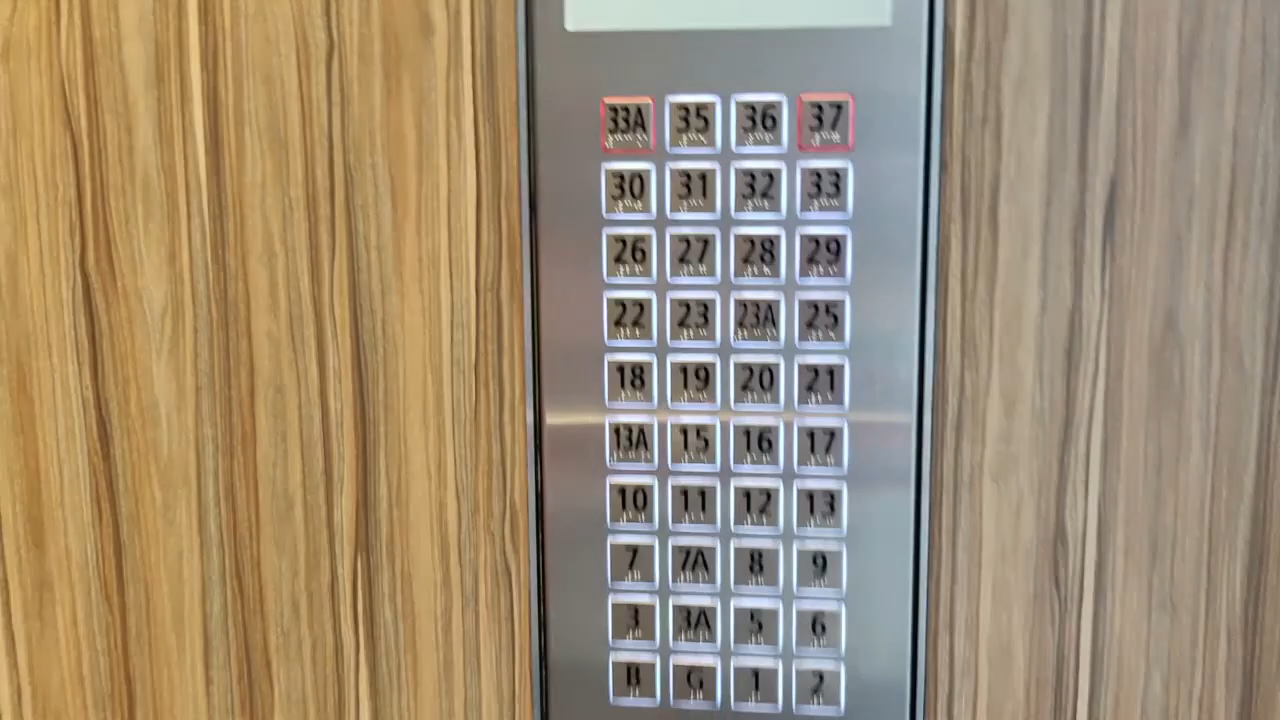 33A 35 36 37
30 31 32 33
26 27 28 29
22 23 23A 25
18 19 20 21
13A 15 16 17
10 11 12 13
7 7A 8 9
3 3A 5 6
B G 1 2